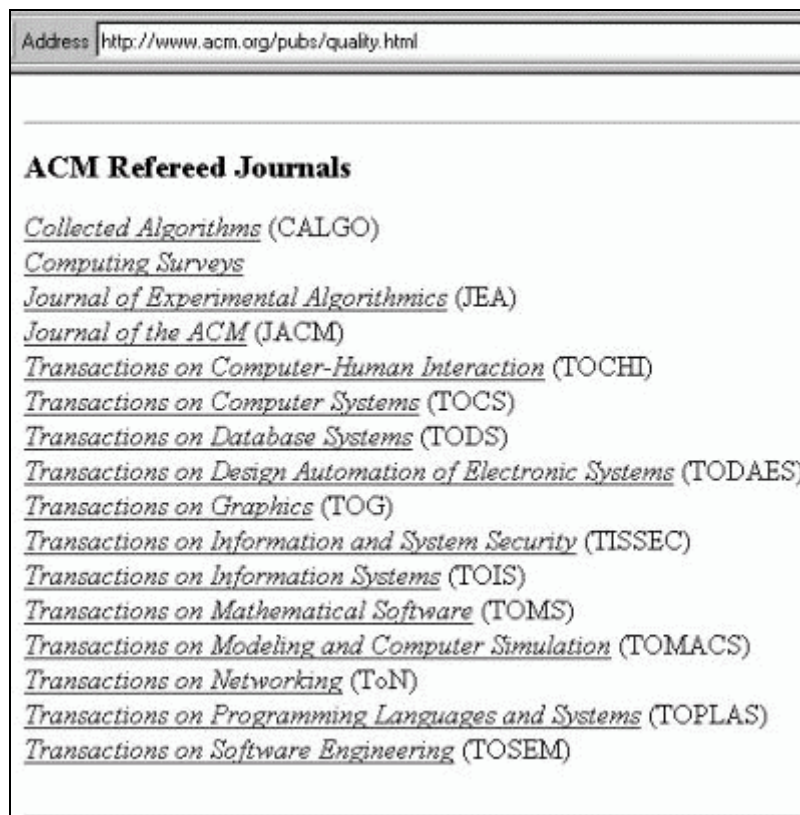 Address http://www.acm.org/pubs/quality.html
ACM Refereed Journals
Collected Algorithms (CALGO)
Computing Surveys
Journal of Experimental Algorithmics (JEA)
Journal of the ACM (JACM)
Transactions on Computer-Human Interaction (TOCHI)
Transactions on Computer Systems (TOCS)
Transactions on Database Systems (TODS)
Transactions on Design Automation of Electronic Systems (TODAES)
Transactions on Graphics (TOG)
Transactions on Information and System Security (TISSEC)
Transactions on Information Systems (TOIS)
Transactions on Mathematical Software (TOMS)
Transactions on Modeling and Computer Simulation (TOMACS)
Transactions on Networking (ToN)
Transactions on Programming Languages and Systems (TOPLAS)
Transactions on Software Engineering (TOSEM)